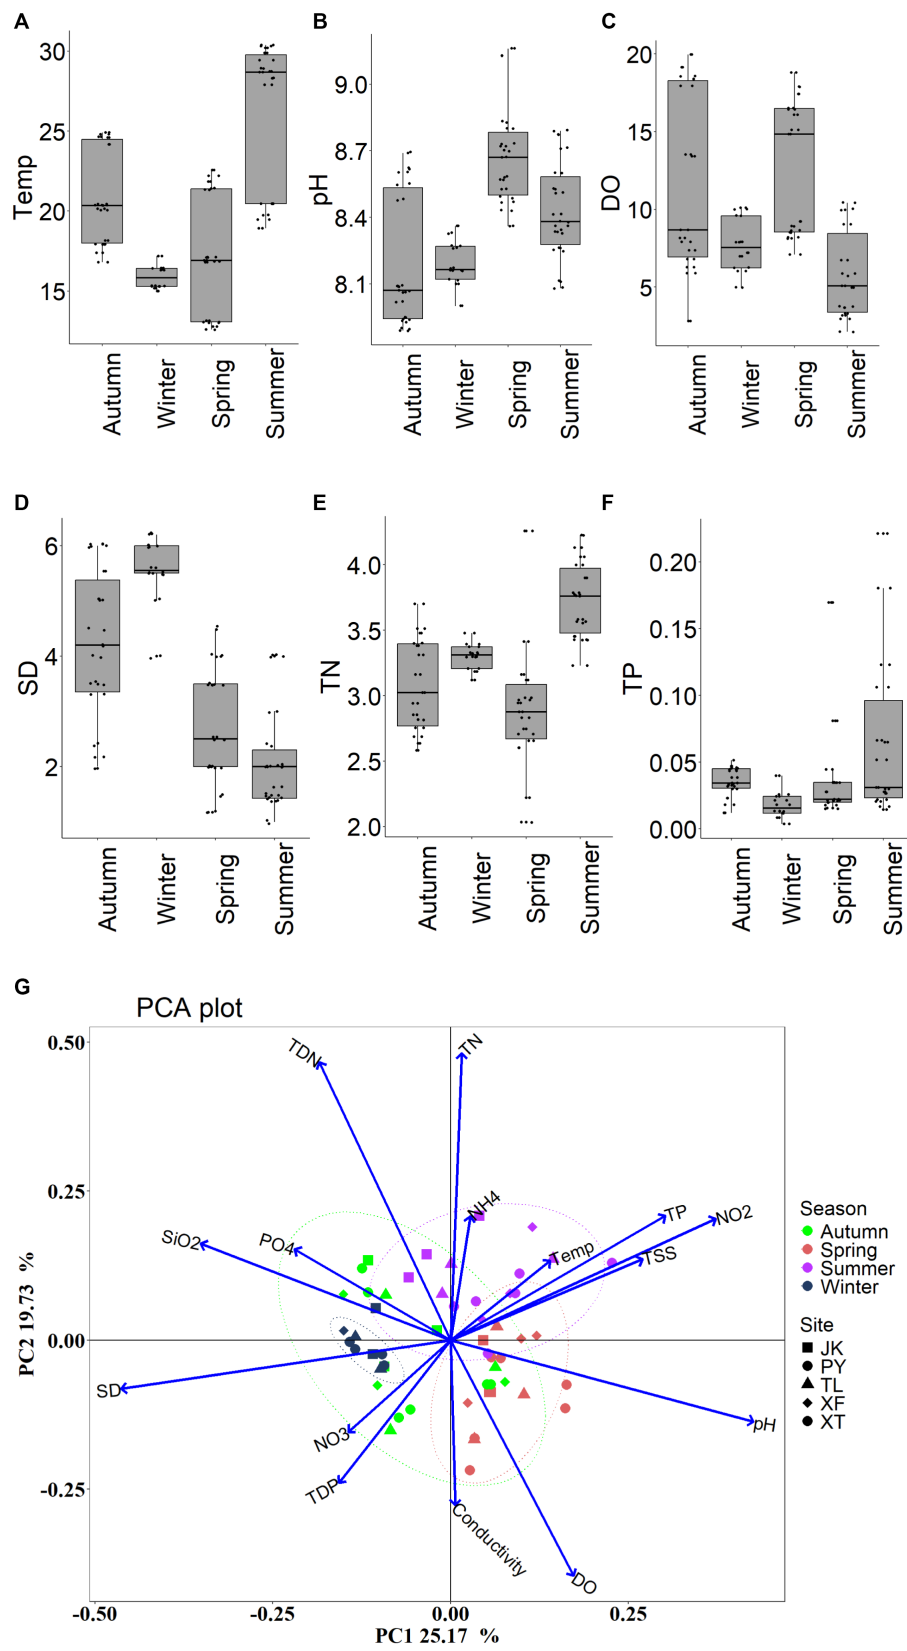 A
B
C
Temp
30
25
20
15
Autumn
Winter
Spring
Summer
pH
9.0
8.7
8.4
8.1
Autumn
Winter
Spring
Summer
DO
20
15
10
5
Autumn
Winter
Spring
Summer
D
E
F
SD
6
4
2
Autumn
Winter
Spring
Summer
TN
4.0
3.5
3.0
2.5
2.0
Autumn
Winter
Spring
Summer
TP
0.20
0.15
0.10
0.05
0.00
Autumn
Winter
Spring
Summer
G
PCA plot
PC2 19.73 %
0.50
0.25
0.00
-0.25
TDN
TN
NH4
TP
NO2
SiO2
PO4
Temp
TSS
SD
NO3
TDP
pH
Conductivity
DO
-0.50
-0.25
0.00
0.25
PC1 25.17 %
Season
Autumn
Spring
Summer
Winter
Site
JK
PY
TL
XF
XT